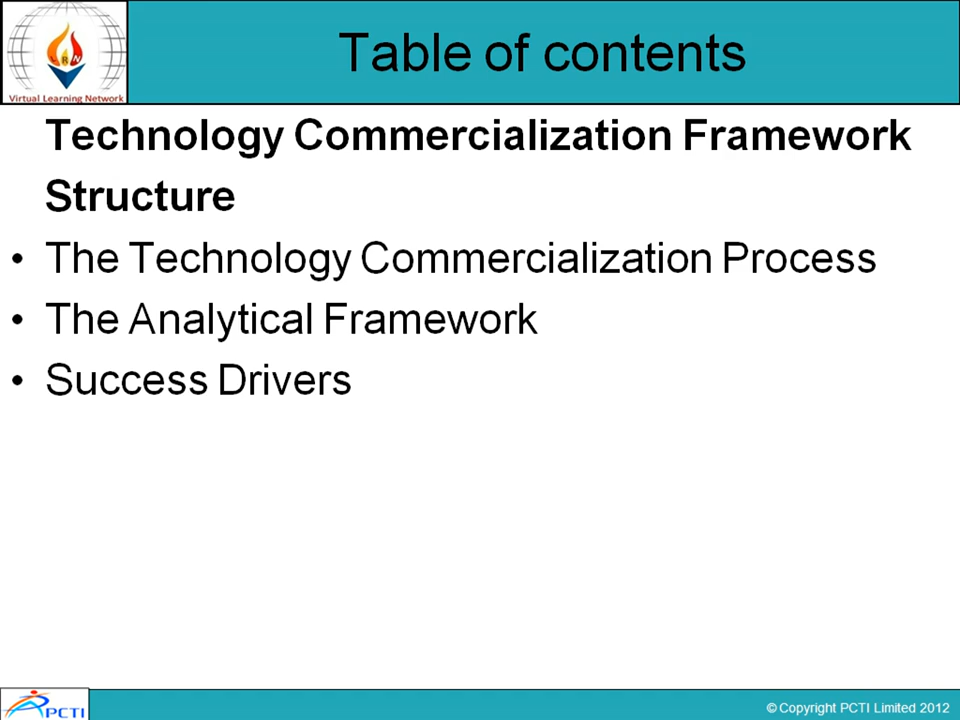 Table of contents
RN
Virtual Learning Network
Technology Commercialization Framework
Structure
• The Technology Commercialization Process
• The Analytical Framework
• Success Drivers
PCTI
© Copyright PCTI Limited 2012